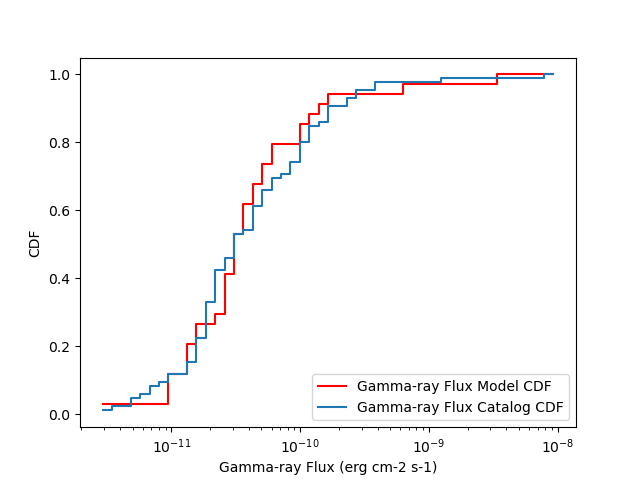 1.0
0.8
0.6
0.4
0.2
0.0
CDF
10⁻¹¹
10⁻¹⁰
10⁻⁹
10⁻⁸
Gamma-ray Flux (erg cm-2 s-1)
Gamma-ray Flux Model CDF
Gamma-ray Flux Catalog CDF